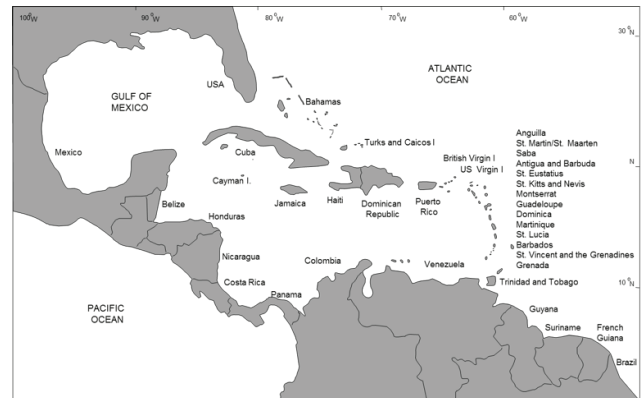 100°W
90°W
80°W
70°W
60°W
30°N
USA
ATLANTIC
OCEAN
GULF OF
MEXICO
Bahamas
Mexico
Cuba
Turks and Caicos I
Cayman I.
Jamaica
Haiti
Dominican
Republic
Puerto
Rico
British Virgin I
US Virgin I
Anguilla
St. Martin/St. Maarten
Saba
Antigua and Barbuda
St. Eustatius
St. Kitts and Nevis
Montserrat
Guadeloupe
Dominica
Martinique
St. Lucia
Barbados
St. Vincent and the Grenadines
Grenada
N
Belize
Honduras
Nicaragua
Costa Rica
Panama
Colombia
Venezuela
Trinidad and Tobago
10°N
PACIFIC
OCEAN
Guyana
Suriname
French
Guiana
Brazil